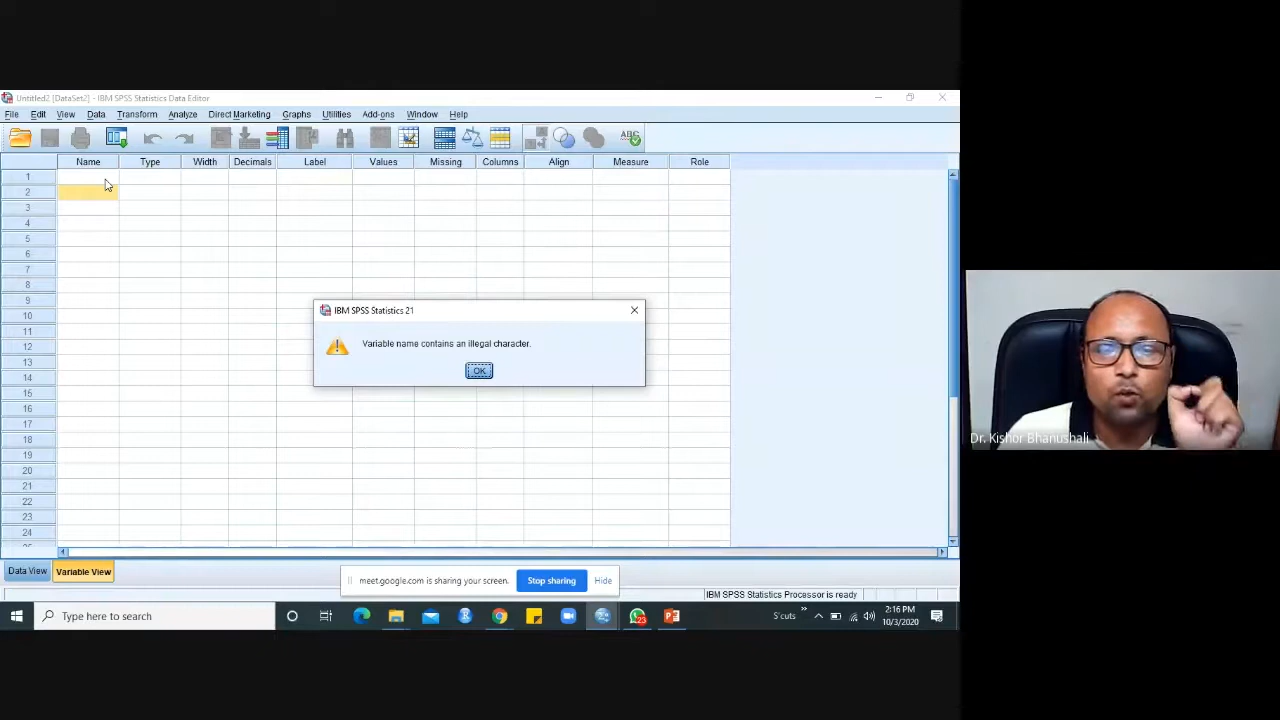 Untitled2 [DataSet2] - IBM SPSS Statistics Data Editor
File Edit View Data Transform Analyze Direct Marketing Graphs Utilities Add-ons Window Help
Name Type Width Decimals Label Values Missing Columns Align Measure Role
1
2
3
4
5
6
7
8
9
10
11
12
13
14
15
16
17
18
19
20
21
22
23
24
IBM SPSS Statistics 21
Variable name contains an illegal character.
OK
Dr. Kishor Bhanushali
Data View Variable View
meet.google.com is sharing your screen. Stop sharing Hide
IBM SPSS Statistics Processor is ready
Type here to search
23
S'cuts
2:16 PM
10/3/2020